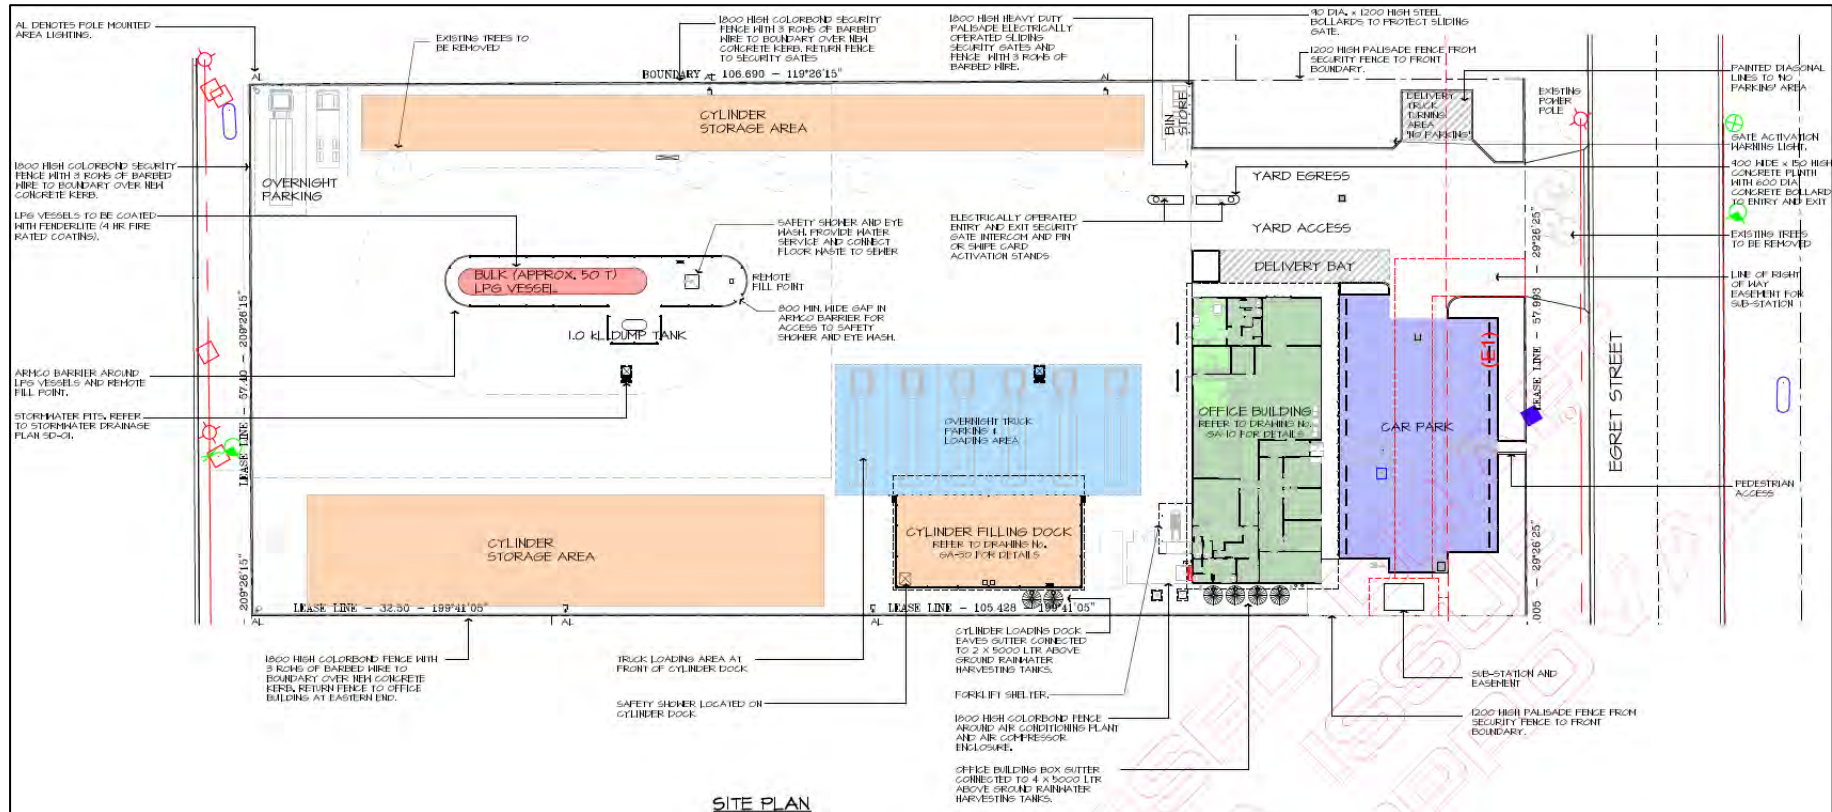 AL DENOTES POLE MOUNTED
AREA LIGHTING.
EXISTING TREES TO
BE REMOVED
1800 HIGH COLORBOND SECURITY
FENCE WITH 3 ROWS OF BARBED
WIRE TO BOUNDARY OVER NEW
CONCRETE KERB. RETURN FENCE
TO SECURITY GATES
1800 HIGH HEAVY DUTY
PALISADE ELECTRICALLY
OPERATED SLIDING
SECURITY GATES AND
FENCE WITH 3 ROWS OF
BARBED WIRE.
90 DIA. x 1200 HIGH STEEL
BOLLARDS TO PROTECT SLIDING
GATE.
1200 HIGH PALISADE FENCE FROM
SECURITY FENCE TO FRONT
BOUNDARY.
PAINTED DIAGONAL
LINES TO 'NO
PARKING' AREA
EXISTING
POWER
POLE
GATE ACTIVATION
WARNING LIGHT.
400 WIDE x 150 HIGH
CONCRETE PLINTH
WITH 600 DIA
CONCRETE BOLLARD
TO ENTRY AND EXIT
EXISTING TREES
TO BE REMOVED
LINE OF RIGHT
OF WAY
EASEMENT FOR
SUB-STATION
AL
BOUNDARY - 106.690 - 119°26'15"
AL
AL
CYLINDER
STORAGE AREA
BIN
STORE
DELIVERY
TRUCK
TURNING
AREA
'NO PARKING'
1800 HIGH COLORBOND SECURITY
FENCE WITH 3 ROWS OF BARBED
WIRE TO BOUNDARY OVER NEW
CONCRETE KERB.
OVERNIGHT
PARKING
YARD EGRESS
LPG VESSELS TO BE COATED
WITH FENDERLITE (4 HR FIRE
RATED COATING).
SAFETY SHOWER AND EYE
WASH. PROVIDE WATER
SERVICE AND CONNECT
FLOOR WASTE TO SEWER
ELECTRICALLY OPERATED
ENTRY AND EXIT SECURITY
GATE INTERCOM AND PIN
OR SWIPE CARD
ACTIVATION STANDS
YARD ACCESS
DELIVERY BAY
BULK (APPROX. 50 T)
LPG VESSEL
REMOTE
FILL POINT
800 MIN. WIDE GAP IN
ARMCO BARRIER FOR
ACCESS TO SAFETY
SHOWER AND EYE WASH.
1.0 kL DUMP TANK
LEASE LINE - 57.40 - 209°26'15"
209°26'15"
LEASE LINE - 57.993 - 29°26'25"
29°26'25"
.005
ARMCO BARRIER AROUND
LPG VESSELS AND REMOTE
FILL POINT.
STORMWATER PITS. REFER
TO STORMWATER DRAINAGE
PLAN SD-01.
OVERNIGHT TRUCK
PARKING &
LOADING AREA
OFFICE BUILDING
REFER TO DRAWING No.
GA-10 FOR DETAILS
CAR PARK
(E1)
EGRET STREET
PEDESTRIAN
ACCESS
CYLINDER
STORAGE AREA
CYLINDER FILLING DOCK
REFER TO DRAWING No.
GA-30 FOR DETAILS
LEASE LINE - 32.50 - 199°41'05"
LEASE LINE - 105.428 - 199°41'05"
AL
AL
AL
1800 HIGH COLORBOND FENCE WITH
3 ROWS OF BARBED WIRE TO
BOUNDARY OVER NEW CONCRETE
KERB. RETURN FENCE TO OFFICE
BUILDING AT EASTERN END.
TRUCK LOADING AREA AT
FRONT OF CYLINDER DOCK
SAFETY SHOWER LOCATED ON
CYLINDER DOCK
CYLINDER LOADING DOCK
EAVES GUTTER CONNECTED
TO 2 X 5000 LTR ABOVE
GROUND RAINWATER
HARVESTING TANKS.
FORKLIFT SHELTER.
1800 HIGH COLORBOND FENCE
AROUND AIR CONDITIONING PLANT
AND AIR COMPRESSOR
ENCLOSURE.
OFFICE BUILDING BOX GUTTER
CONNECTED TO 4 X 5000 LTR
ABOVE GROUND RAINWATER
HARVESTING TANKS.
SUB-STATION AND
EASEMENT
1200 HIGH PALISADE FENCE FROM
SECURITY FENCE TO FRONT
BOUNDARY.
SITE PLAN